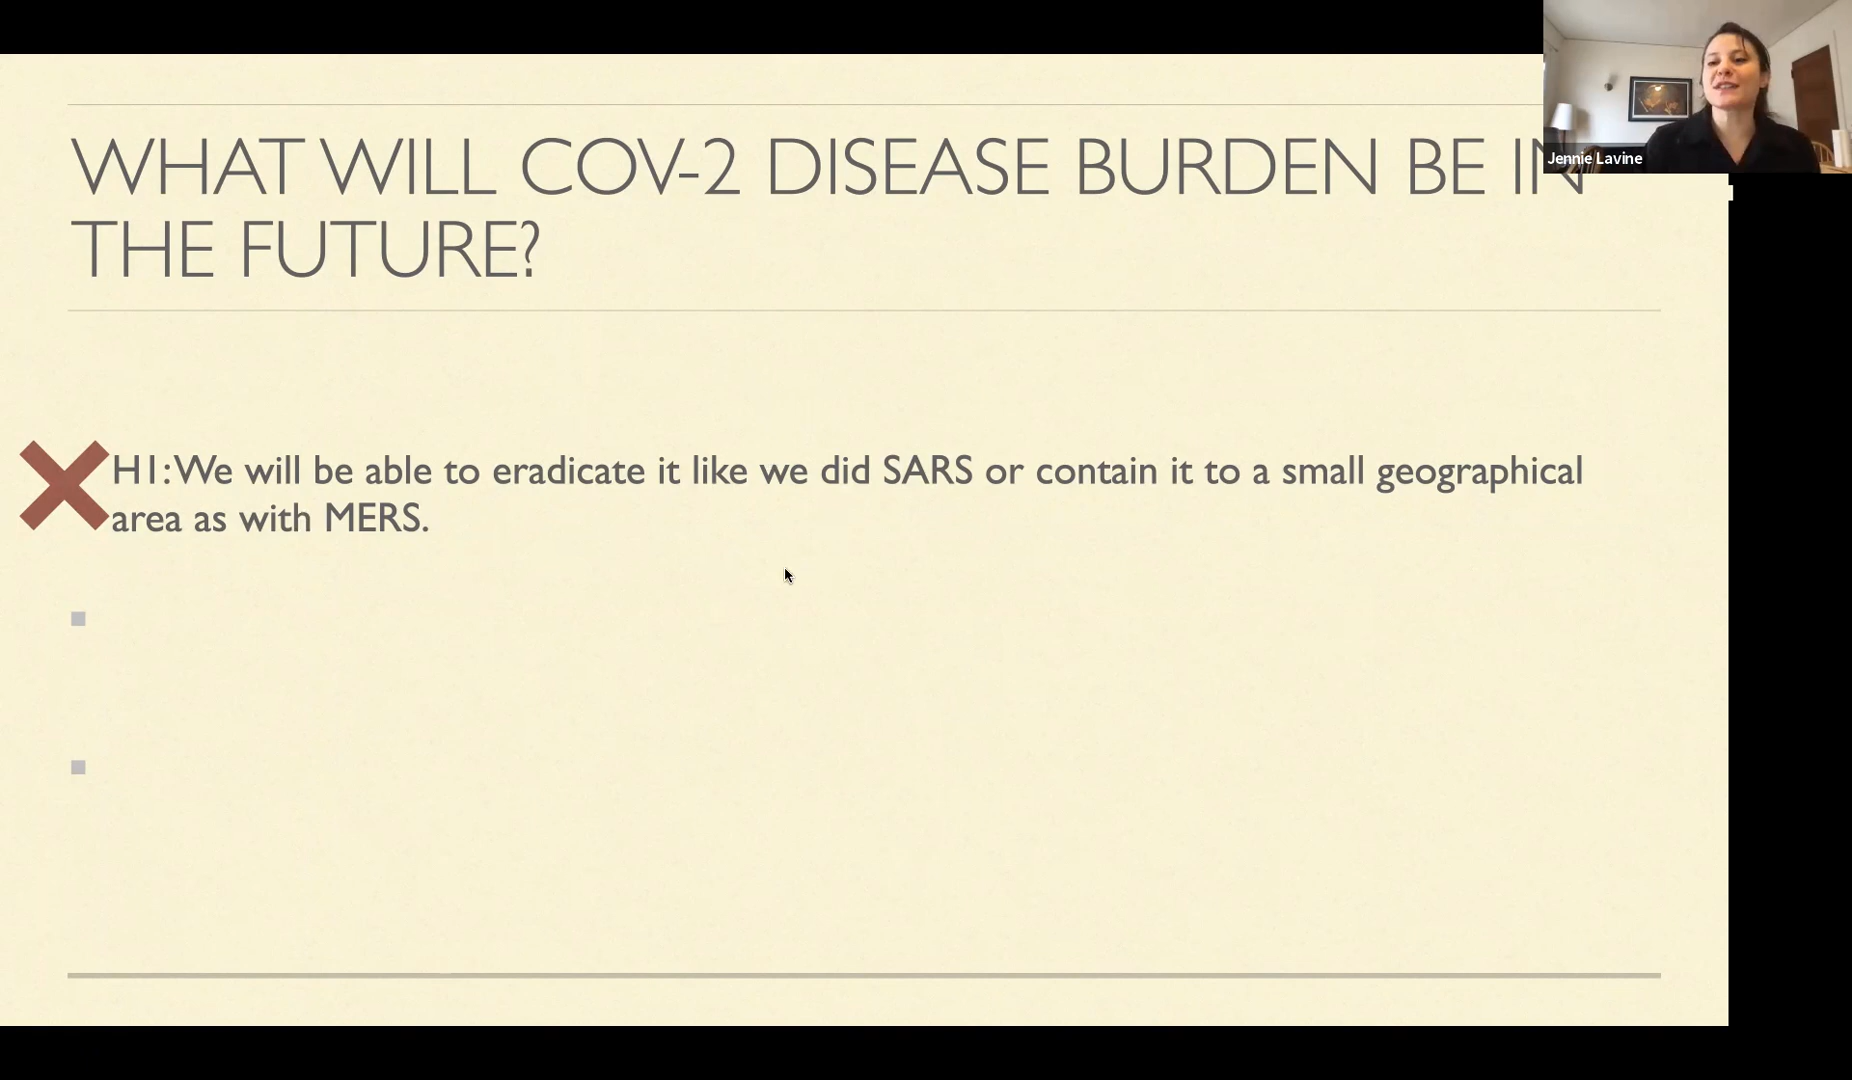 WHAT WILL COV-2 DISEASE BURDEN BE IN
THE FUTURE?
Jennie Lavine
H1: We will be able to eradicate it like we did SARS or contain it to a small geographical
area as with MERS.